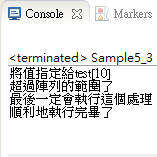 Console
Markers
<terminated> Sample5_3
將值指定給test[10]
超過陣列的範圍了
最後一定會執行這個處理
順利地執行完畢了